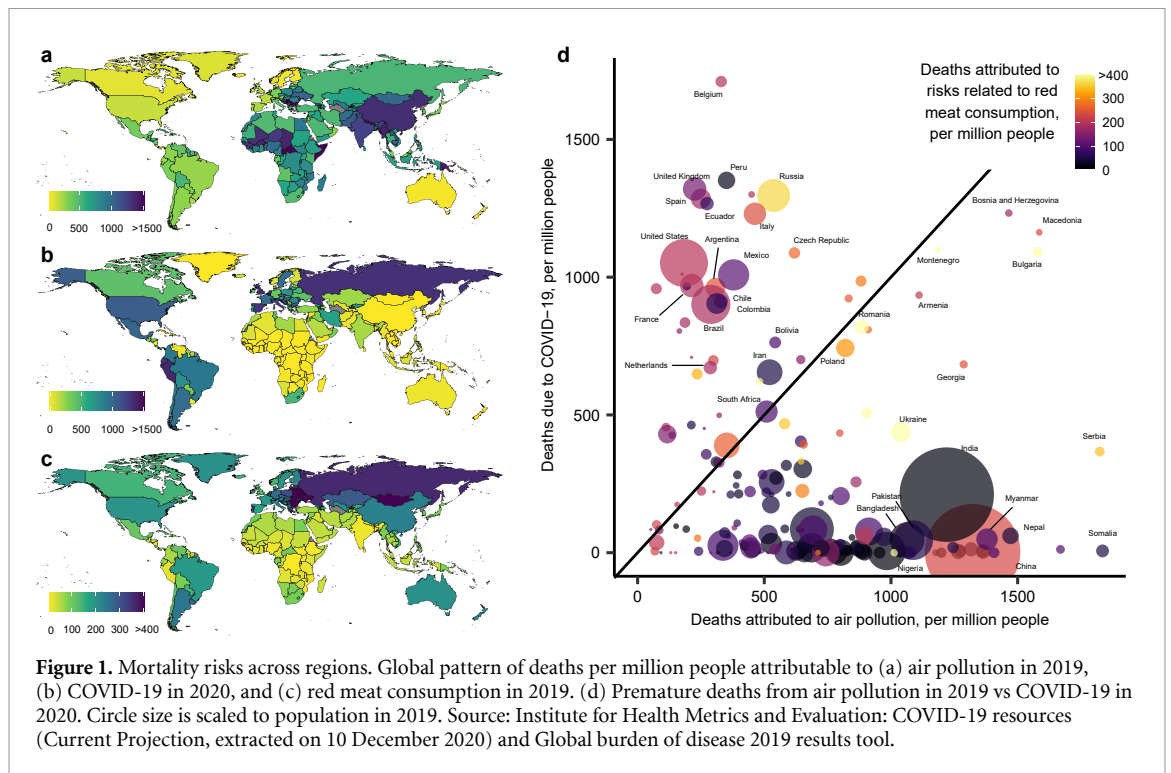 a
0 500 1000 >1500
b
0 500 1000 >1500
c
0 100 200 300 >400
d
Deaths attributed to
risks related to red
meat consumption,
per million people
>400
300
200
100
0
Deaths due to COVID−19, per million people
1500
1000
500
0
Belgium
Peru
United Kingdom
Russia
Spain
Ecuador
Italy
Bosnia and Herzegovina
Macedonia
United States
Argentina
Czech Republic
Mexico
Montenegro
Bulgaria
Chile
Colombia
France
Brazil
Armenia
Romania
Bolivia
Iran
Poland
Netherlands
Georgia
South Africa
Ukraine
India
Serbia
Pakistan
Bangladesh
Myanmar
Nepal
Somalia
Nigeria
China
0 500 1000 1500
Deaths attributed to air pollution, per million people
Figure 1. Mortality risks across regions. Global pattern of deaths per million people attributable to (a) air pollution in 2019,
(b) COVID-19 in 2020, and (c) red meat consumption in 2019. (d) Premature deaths from air pollution in 2019 vs COVID-19 in
2020. Circle size is scaled to population in 2019. Source: Institute for Health Metrics and Evaluation: COVID-19 resources
(Current Projection, extracted on 10 December 2020) and Global burden of disease 2019 results tool.